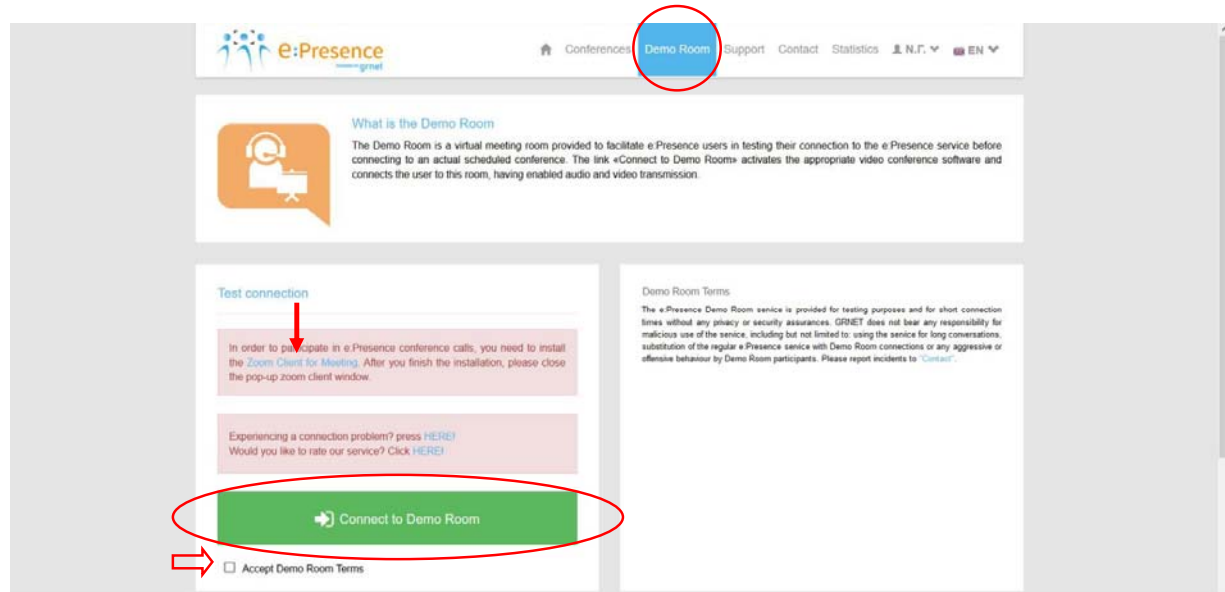 e:Presence
grnet
Conferences Demo Room Support Contact Statistics Ν.Γ. EN
What is the Demo Room
The Demo Room is a virtual meeting room provided to facilitate e:Presence users in testing their connection to the e:Presence service before
connecting to an actual scheduled conference. The link «Connect to Demo Room» activates the appropriate video conference software and
connects the user to this room, having enabled audio and video transmission.
Test connection
In order to participate in e:Presence conference calls, you need to install
the Zoom Client for Meeting. After you finish the installation, please close
the pop-up zoom client window.
Experiencing a connection problem? press HERE!
Would you like to rate our service? Click HERE!
Connect to Demo Room
Accept Demo Room Terms
Demo Room Terms
The e:Presence Demo Room service is provided for testing purposes and for short connection
times without any privacy or security assurances. GRNET does not bear any responsibility for
malicious use of the service, including but not limited to: using the service for long conversations,
substitution of the regular e:Presence service with Demo Room connections or any aggressive or
offensive behaviour by Demo Room participants. Please report incidents to "Contact".